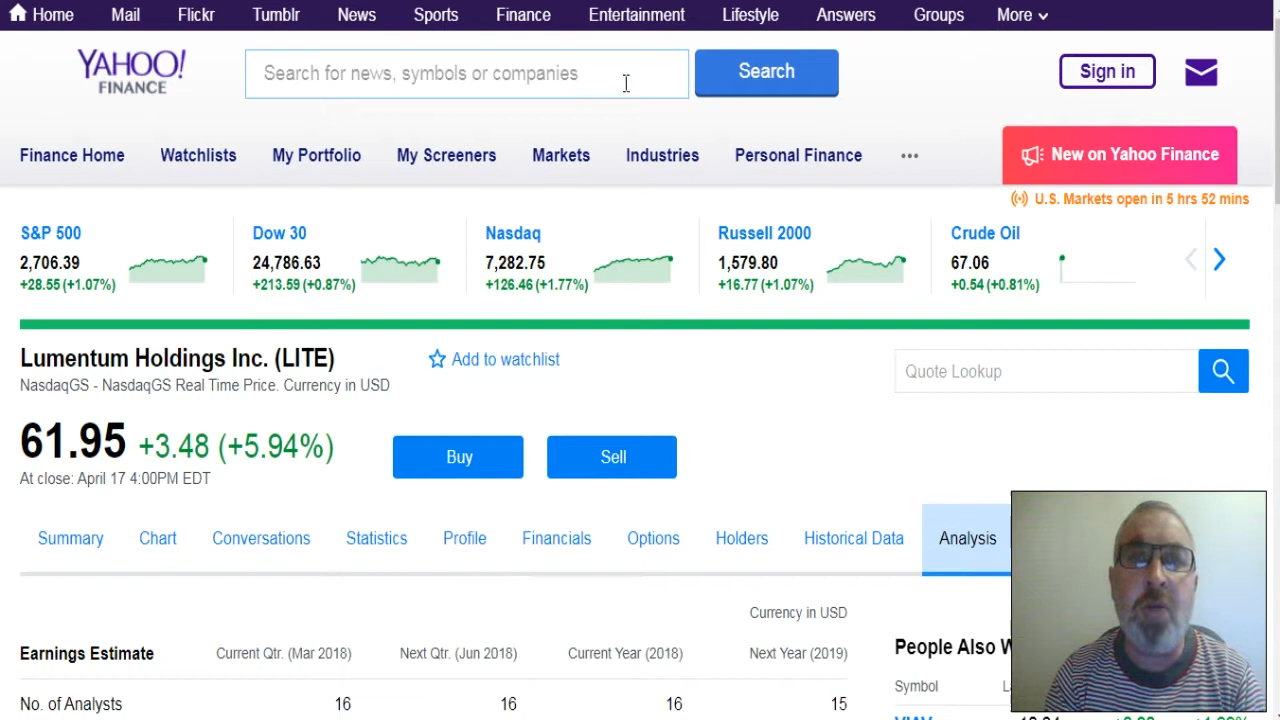 Home Mail Flickr Tumblr News Sports Finance Entertainment Lifestyle Answers Groups More
YAHOO!
FINANCE
Search for news, symbols or companies
Search
Sign in
Finance Home Watchlists My Portfolio My Screeners Markets Industries Personal Finance •••
New on Yahoo Finance
U.S. Markets open in 5 hrs 52 mins
S&P 500 Dow 30 Nasdaq Russell 2000 Crude Oil
2,706.39 24,786.63 7,282.75 1,579.80 67.06
+28.55 (+1.07%) +213.59 (+0.87%) +126.46 (+1.77%) +16.77 (+1.07%) +0.54 (+0.81%)
Lumentum Holdings Inc. (LITE) Add to watchlist
NasdaqGS - NasdaqGS Real Time Price. Currency in USD
Quote Lookup
61.95 +3.48 (+5.94%)
Buy Sell
At close: April 17 4:00PM EDT
Summary Chart Conversations Statistics Profile Financials Options Holders Historical Data Analysis
Currency in USD
Earnings Estimate Current Qtr. (Mar 2018) Next Qtr. (Jun 2018) Current Year (2018) Next Year (2019)
No. of Analysts 16 16 16 15
People Also W
Symbol